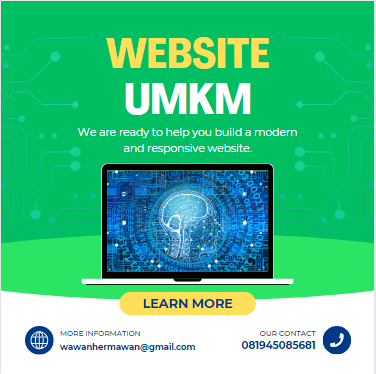 WEBSITE
UMKM
We are ready to help you build a modern
and responsive website.
LEARN MORE
MORE INFORMATION
wawanhermawan@gmail.com
OUR CONTACT
081945085681